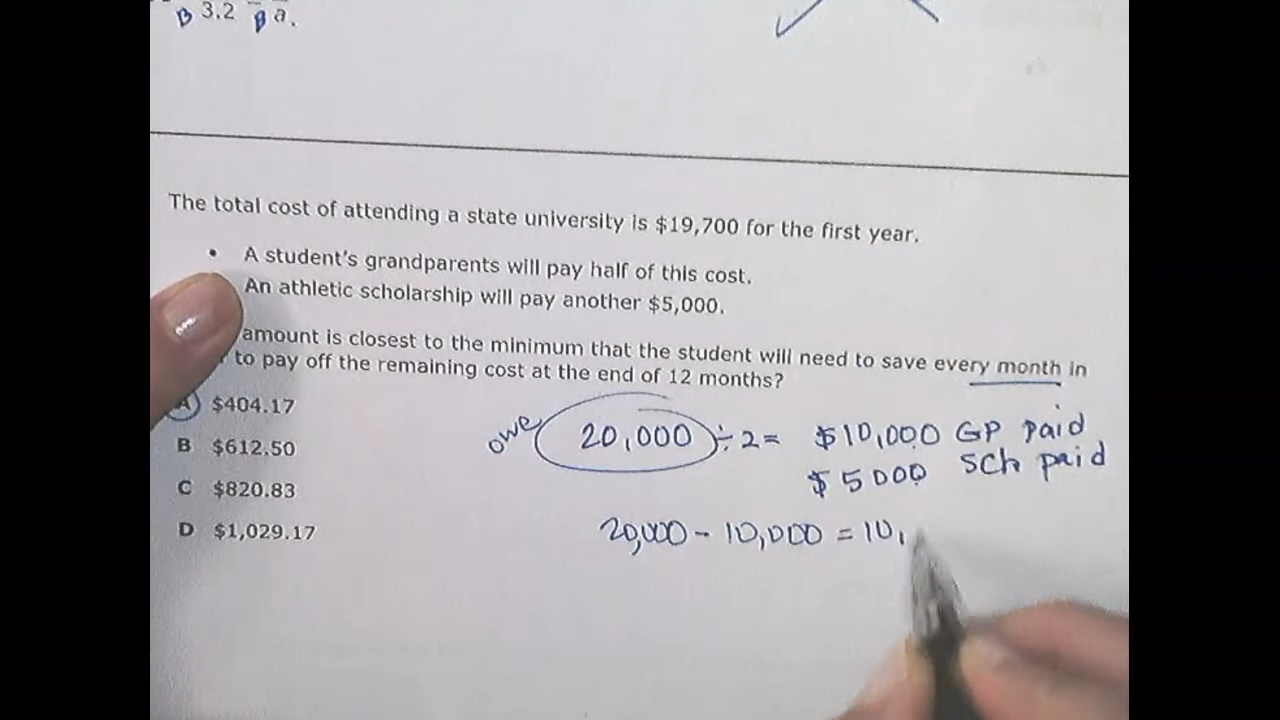 B 3.2 B a.
The total cost of attending a state university is $19,700 for the first year.
• A student's grandparents will pay half of this cost.
An athletic scholarship will pay another $5,000.
amount is closest to the minimum that the student will need to save every month in
to pay off the remaining cost at the end of 12 months?
A $404.17
B $612.50
C $820.83
D $1,029.17
owe 20,000 ÷ 2 = $10,000 GP paid
$5000 Sch paid
20,000 - 10,000 = 10,